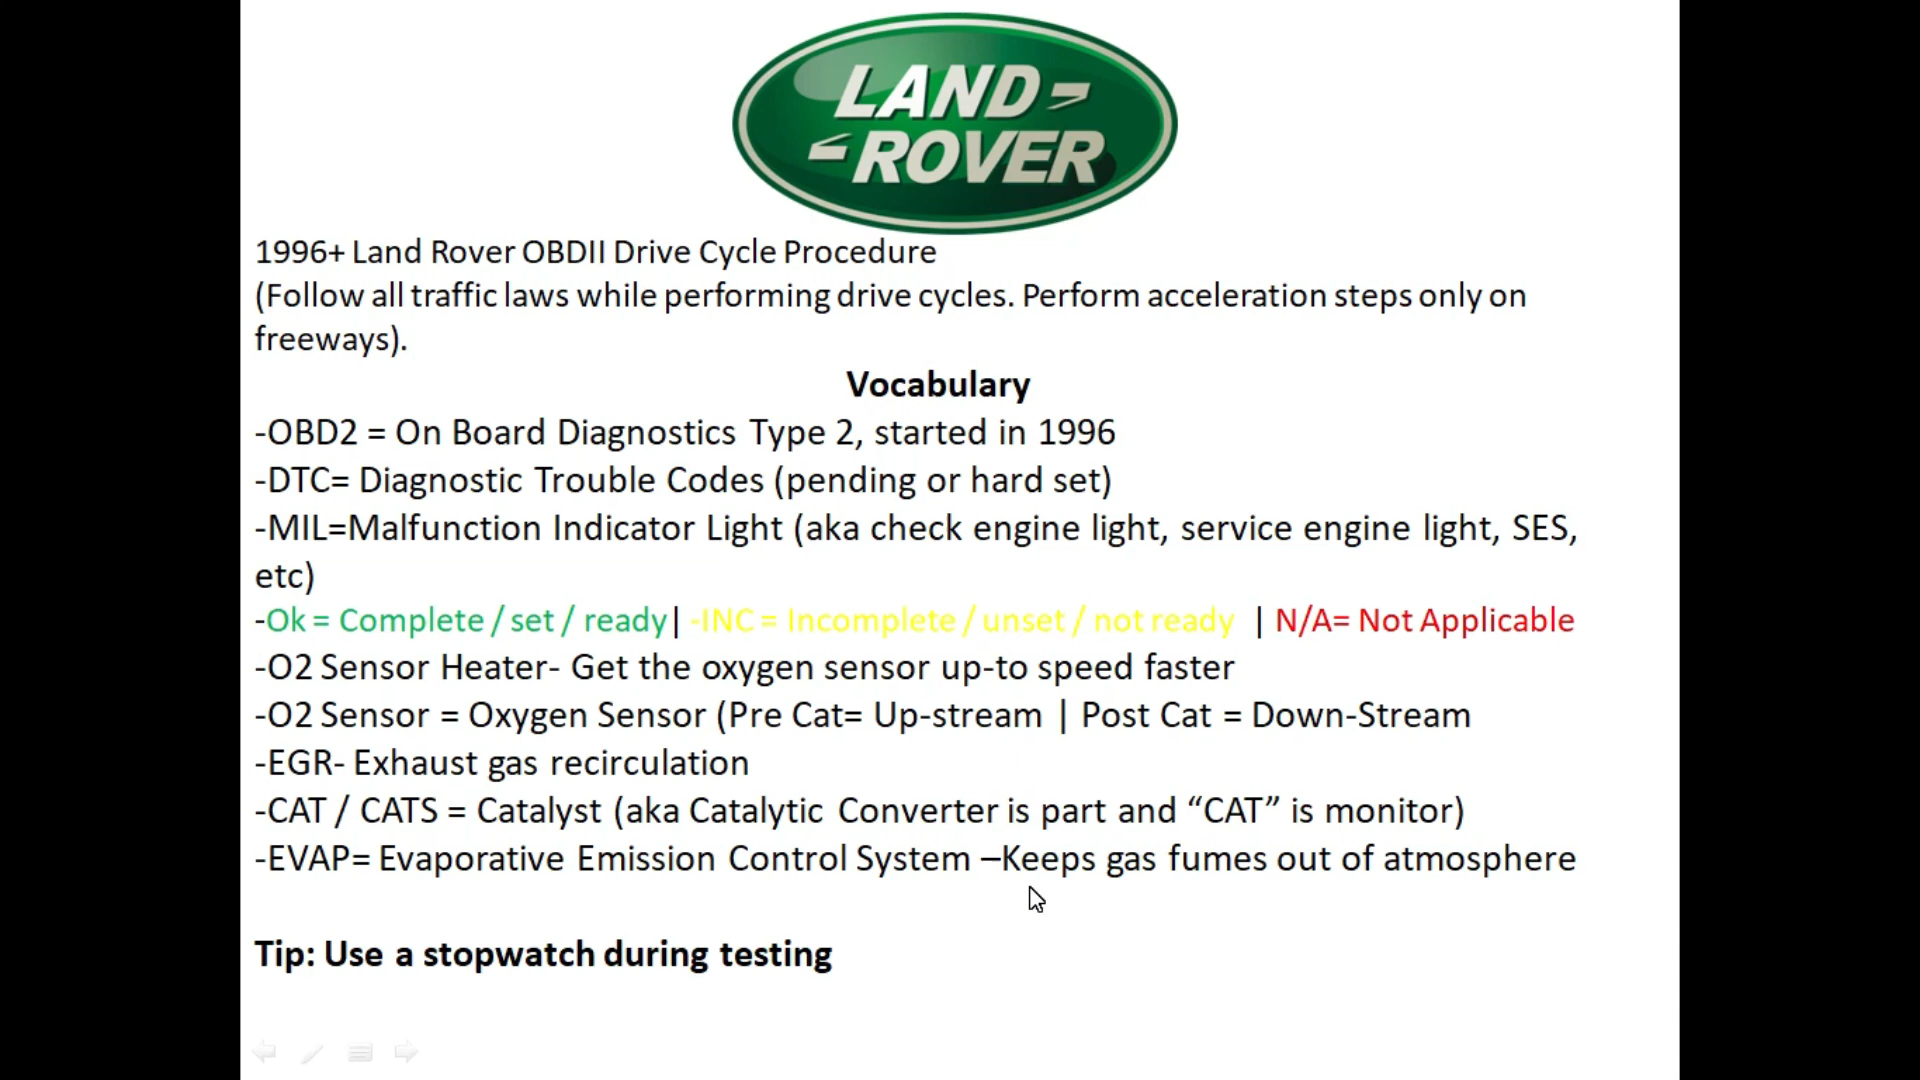 LAND
ROVER
1996+ Land Rover OBDII Drive Cycle Procedure
(Follow all traffic laws while performing drive cycles. Perform acceleration steps only on
freeways).
Vocabulary
-OBD2 = On Board Diagnostics Type 2, started in 1996
-DTC= Diagnostic Trouble Codes (pending or hard set)
-MIL=Malfunction Indicator Light (aka check engine light, service engine light, SES,
etc)
-Ok = Complete / set / ready| -INC = Incomplete / unset / not ready | N/A= Not Applicable
-O2 Sensor Heater- Get the oxygen sensor up-to speed faster
-O2 Sensor = Oxygen Sensor (Pre Cat= Up-stream | Post Cat = Down-Stream
-EGR- Exhaust gas recirculation
-CAT / CATS = Catalyst (aka Catalytic Converter is part and “CAT” is monitor)
-EVAP= Evaporative Emission Control System –Keeps gas fumes out of atmosphere
Tip: Use a stopwatch during testing